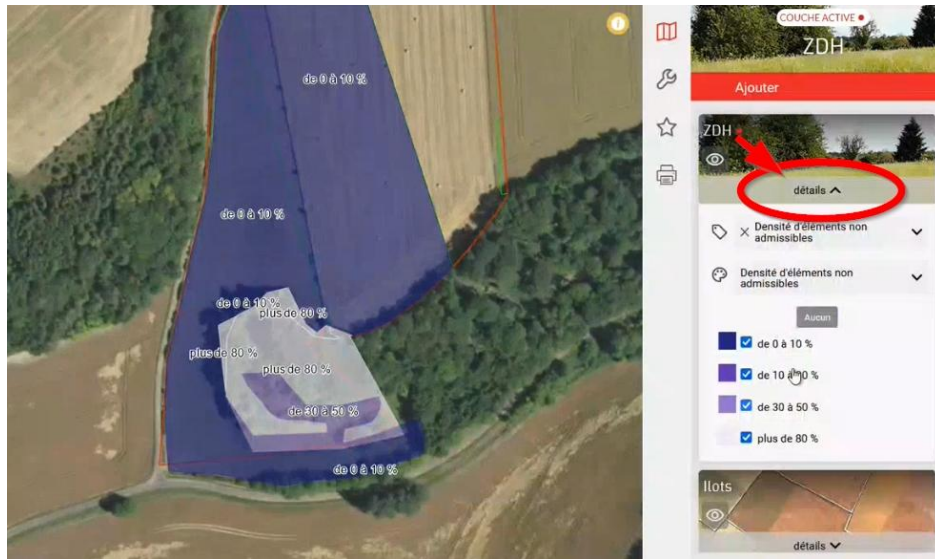 COUCHE ACTIVE
ZDH
Ajouter
ZDH
détails
Densité d'éléments non
admissibles
Densité d'éléments non
admissibles
Aucun
de 0 à 10 %
de 10 à
%
de 30 à 50 %
plus de 80 %
Ilots
détails
de 0 à 10 %
de 0 à 10 %
de 0 à 10 %
plus de 80 %
plus de 80 %
plus de 80 %
de 30 à 50 %
de 0 à 10 %